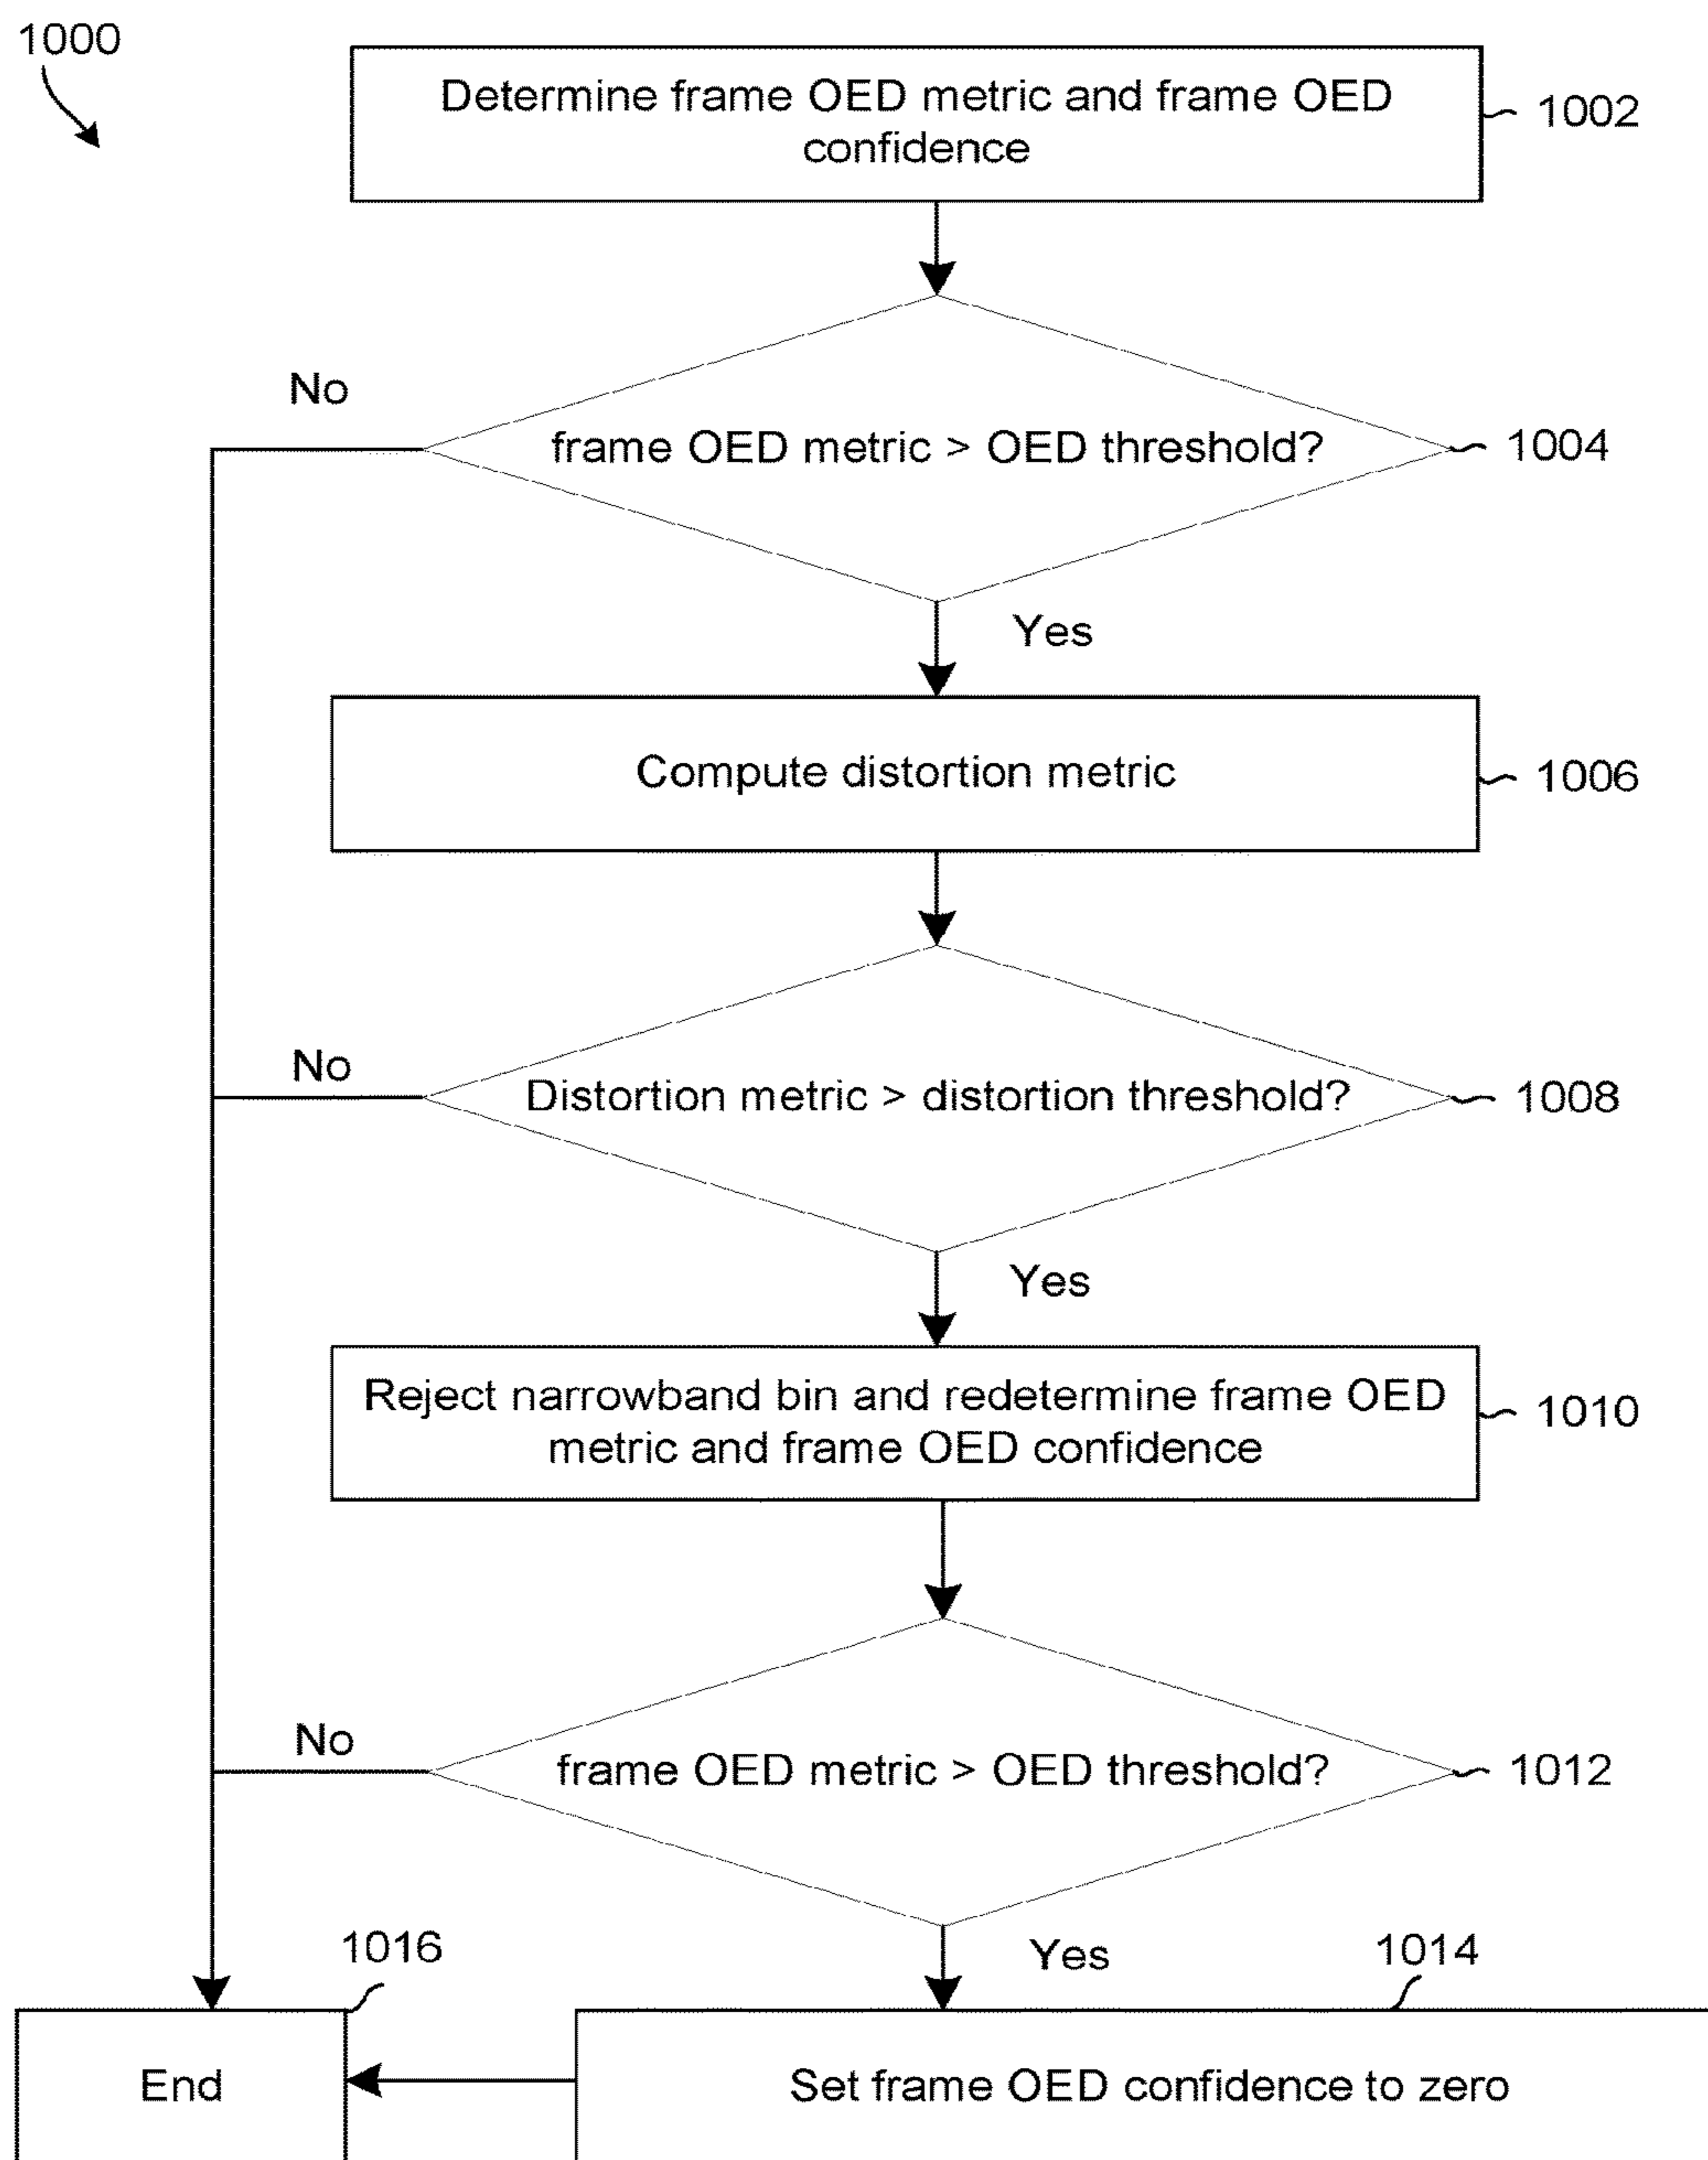 1000
Determine frame OED metric and frame OED
confidence
1002
No
frame OED metric > OED threshold?
1004
Yes
Compute distortion metric
1006
No
Distortion metric > distortion threshold?
1008
Yes
Reject narrowband bin and redetermine frame OED
metric and frame OED confidence
1010
No
frame OED metric > OED threshold?
1012
1016
Yes
1014
End
Set frame OED confidence to zero